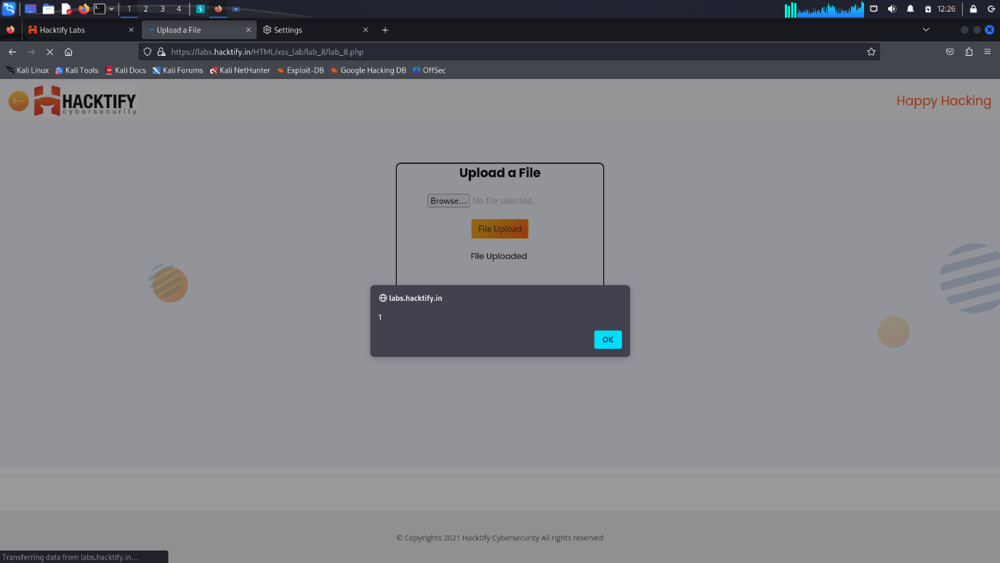 1 2 3 4 12:26
Hacktify Labs Upload a File Settings
https://labs.hacktify.in/HTML/xss_lab/lab_8/lab_8.php
Kali Linux Kali Tools Kali Docs Kali Forums Kali NetHunter Exploit-DB Google Hacking DB OffSec
HACKTIFY
cybersecurity
Happy Hacking
Upload a File
Browse... No file selected.
File Upload
File Uploaded
labs.hacktify.in
1
OK
© Copyrights 2021 Hacktify Cybersecurity All rights reserved
Transferring data from labs.hacktify.in...